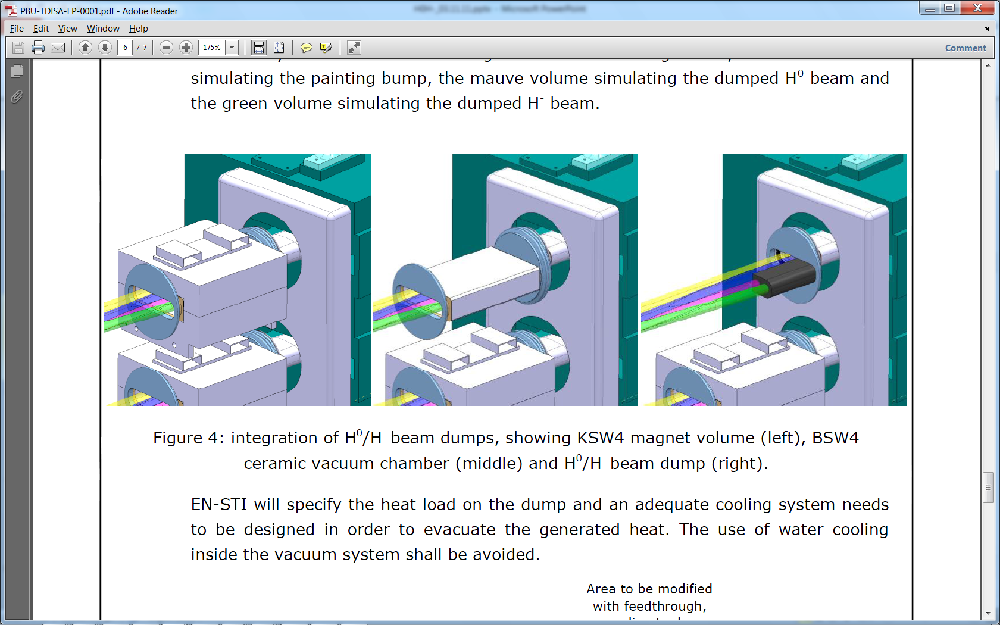 PBU-TDISA-EP-0001.pdf - Adobe Reader
File Edit View Window Help
6 / 7 175% Comment
simulating the painting bump, the mauve volume simulating the dumped H⁰ beam and
the green volume simulating the dumped H⁻ beam.
Figure 4: integration of H⁰/H⁻ beam dumps, showing KSW4 magnet volume (left), BSW4
ceramic vacuum chamber (middle) and H⁰/H⁻ beam dump (right).
EN-STI will specify the heat load on the dump and an adequate cooling system needs
to be designed in order to evacuate the generated heat. The use of water cooling
inside the vacuum system shall be avoided.
Area to be modified
with feedthrough,